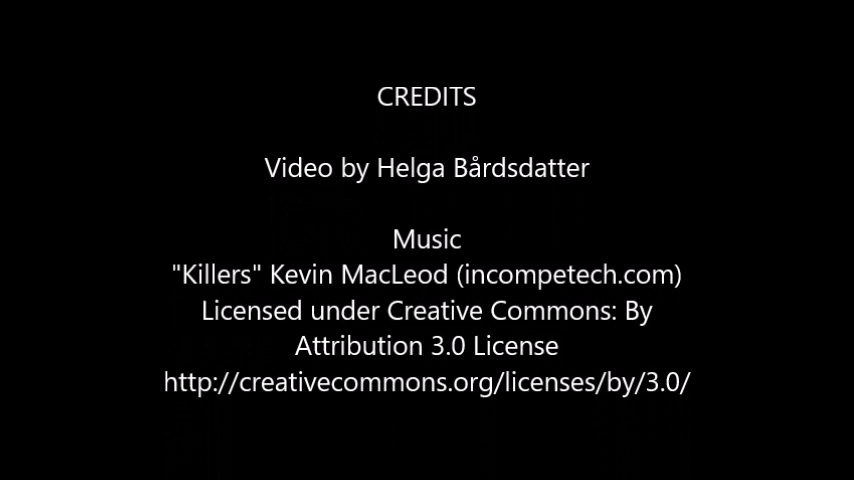 CREDITS
Video by Helga Bårdsdatter
Music
"Killers" Kevin MacLeod (incompetech.com)
Licensed under Creative Commons: By
Attribution 3.0 License
http://creativecommons.org/licenses/by/3.0/